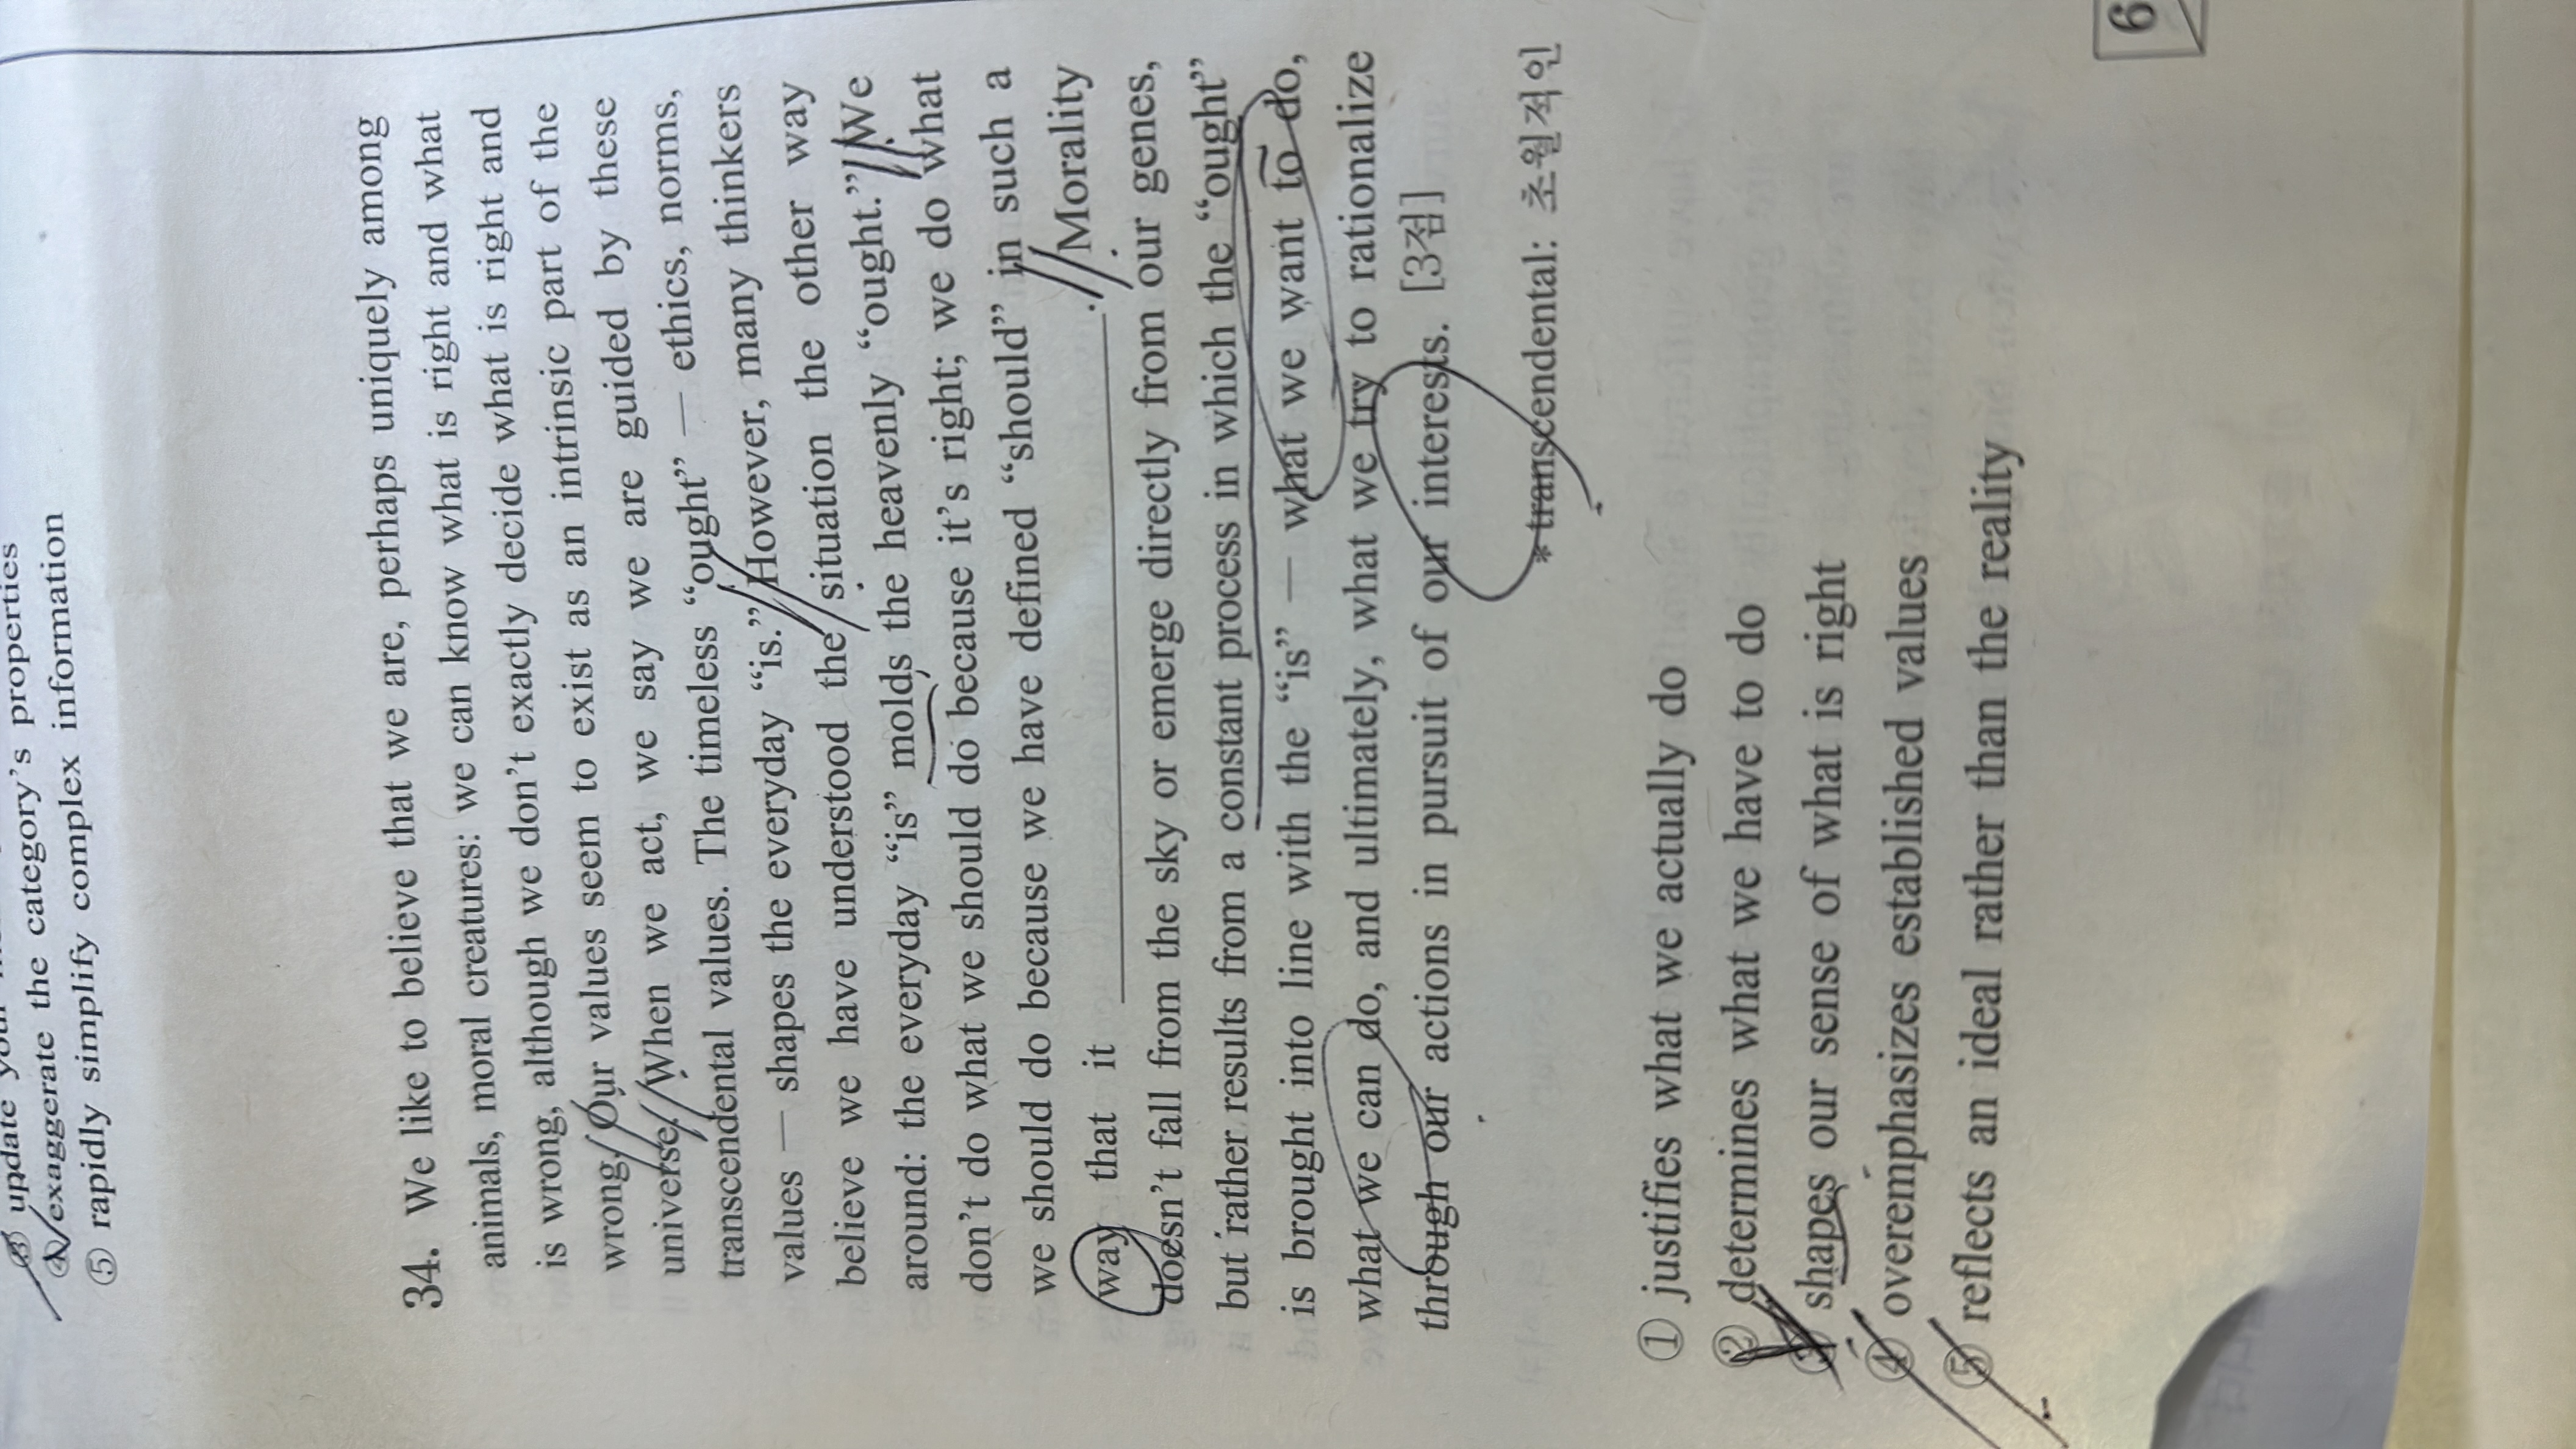 update your
④ exaggerate the category's properties
⑤ rapidly simplify complex information
34. We like to believe that we are, perhaps uniquely among
animals, moral creatures: we can know what is right and what
is wrong, although we don't exactly decide what is right and
wrong. Our values seem to exist as an intrinsic part of the
universe. When we act, we say we are guided by these
transcendental values. The timeless “ought” — ethics, norms,
values — shapes the everyday “is.” However, many thinkers
believe we have understood the situation the other way
around: the everyday “is” molds the heavenly “ought.” We
don't do what we should do because it's right; we do what
we should do because we have defined “should” in such a
way that it ____________. Morality
doesn't fall from the sky or emerge directly from our genes,
but rather results from a constant process in which the “ought”
is brought into line with the “is” — what we want to do,
what we can do, and ultimately, what we try to rationalize
through our actions in pursuit of our interests. [3점]
* transcendental: 초월적인
① justifies what we actually do
② determines what we have to do
③ shapes our sense of what is right
④ overemphasizes established values
⑤ reflects an ideal rather than the reality
6